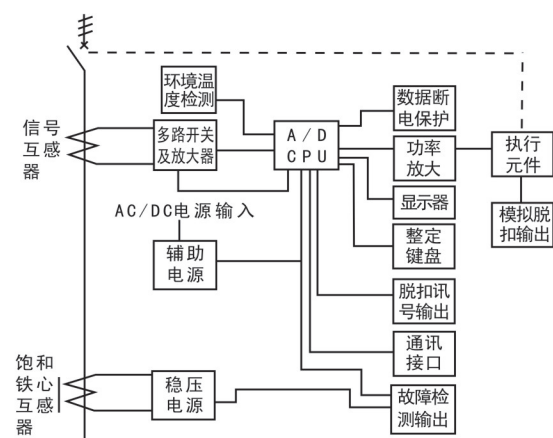 环境温
度检测
数据断
电保护
信号
互感
器
多路开关
及放大器
A/D
CPU
功率
放大
执行
元件
显示器
模拟脱
扣输出
AC/DC电源输入
整定
键盘
辅助
电源
脱扣讯
号输出
通讯
接口
饱和
铁心
互感
器
稳压
电源
故障检
测输出